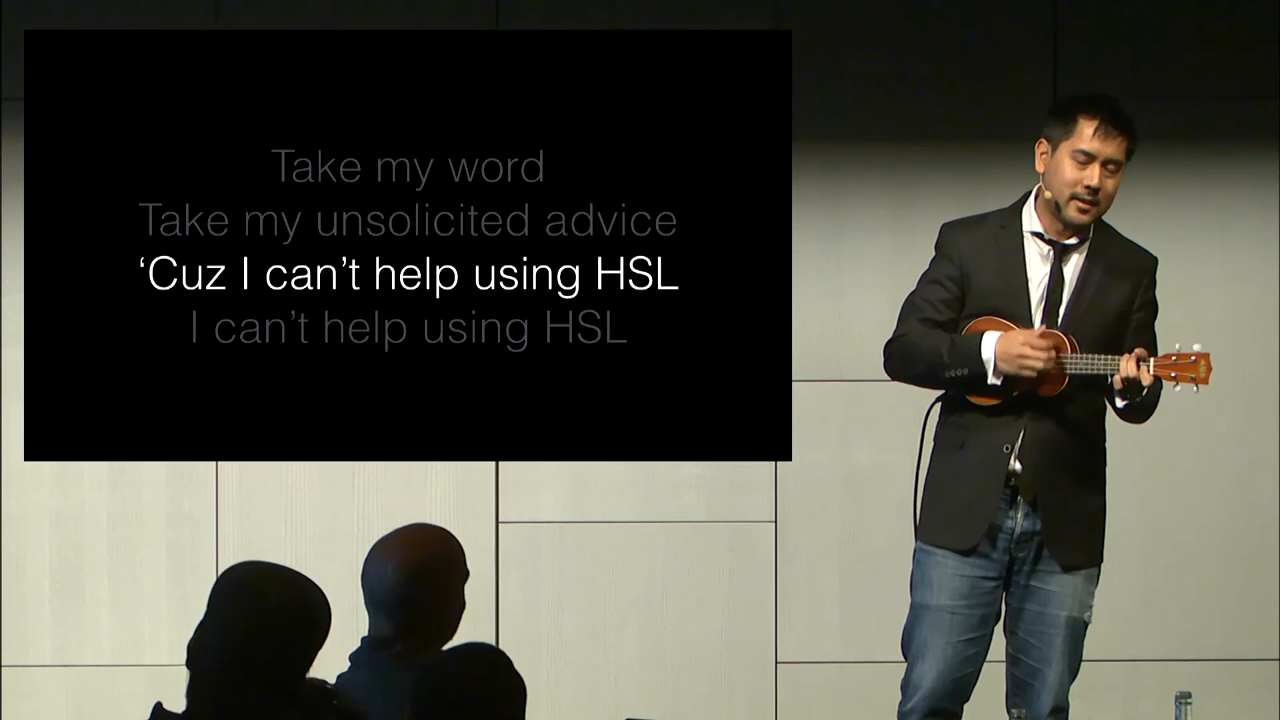 Take my word
Take my unsolicited advice
‘Cuz I can’t help using HSL
I can’t help using HSL